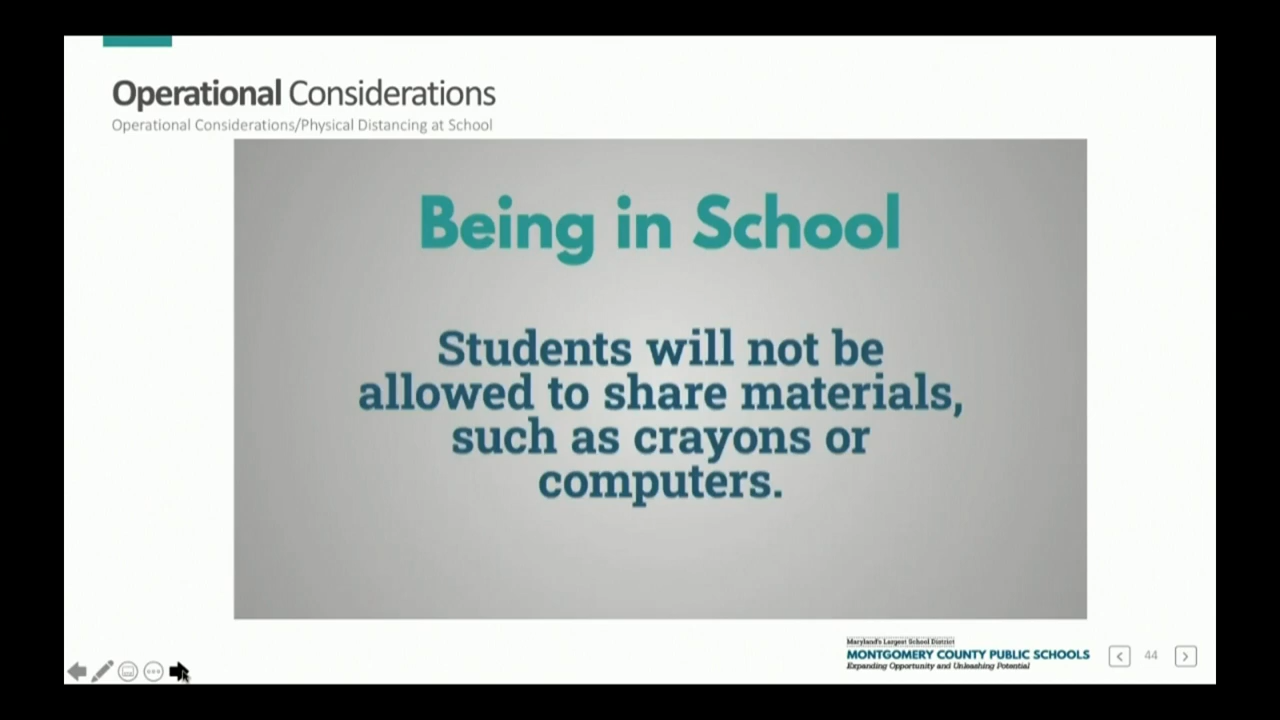 Operational Considerations
Operational Considerations/Physical Distancing at School
Being in School
Students will not be
allowed to share materials,
such as crayons or
computers.
Maryland's Largest School District
MONTGOMERY COUNTY PUBLIC SCHOOLS
Expanding Opportunity and Unleashing Potential
44